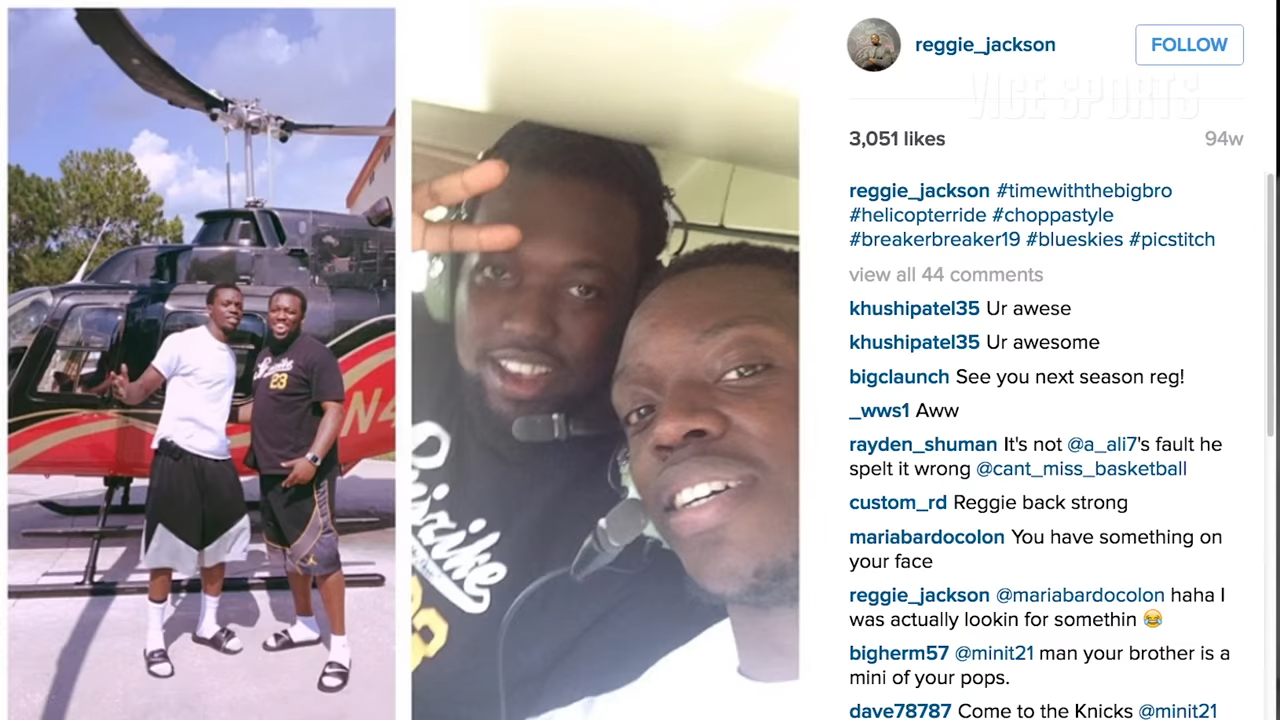 N4
23
reggie_jackson
FOLLOW
VICE SPORTS
3,051 likes
94w
reggie_jackson #timewiththebigbro
#helicopterride #choppastyle
#breakerbreaker19 #blueskies #picstitch
view all 44 comments
khushipatel35 Ur awese
khushipatel35 Ur awesome
bigclaunch See you next season reg!
_wws1 Aww
rayden_shuman It's not @a_ali7's fault he
spelt it wrong @cant_miss_basketball
custom_rd Reggie back strong
mariabardocolon You have something on
your face
reggie_jackson @mariabardocolon haha I
was actually lookin for somethin 😂
bigherm57 @minit21 man your brother is a
mini of your pops.
dave78787 Come to the Knicks @minit21